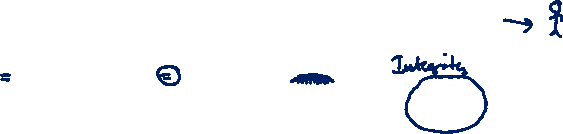 =
=
Integrity